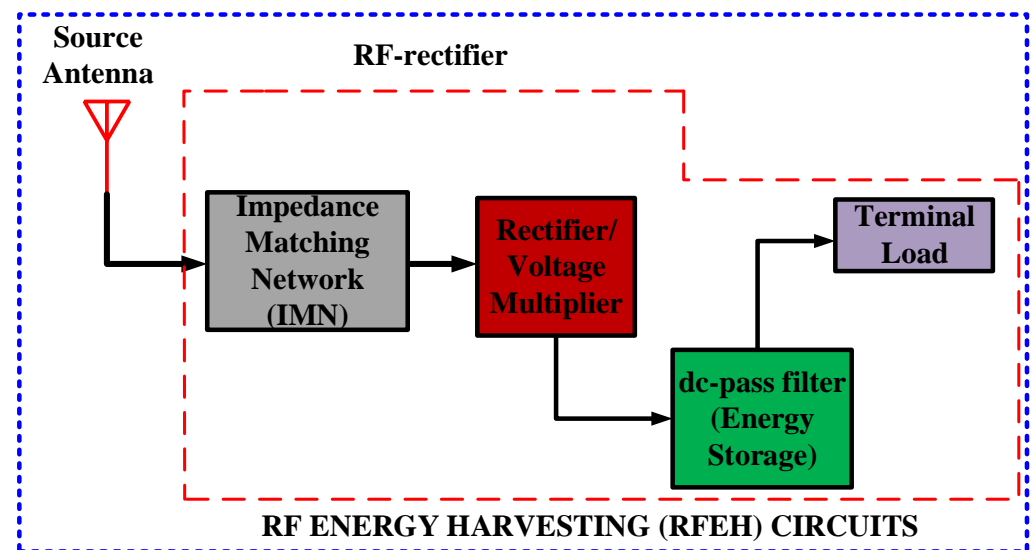 Source
Antenna
RF-rectifier
Impedance
Matching
Network
(IMN)
Rectifier/
Voltage
Multiplier
Terminal
Load
dc-pass filter
(Energy
Storage)
RF ENERGY HARVESTING (RFEH) CIRCUITS